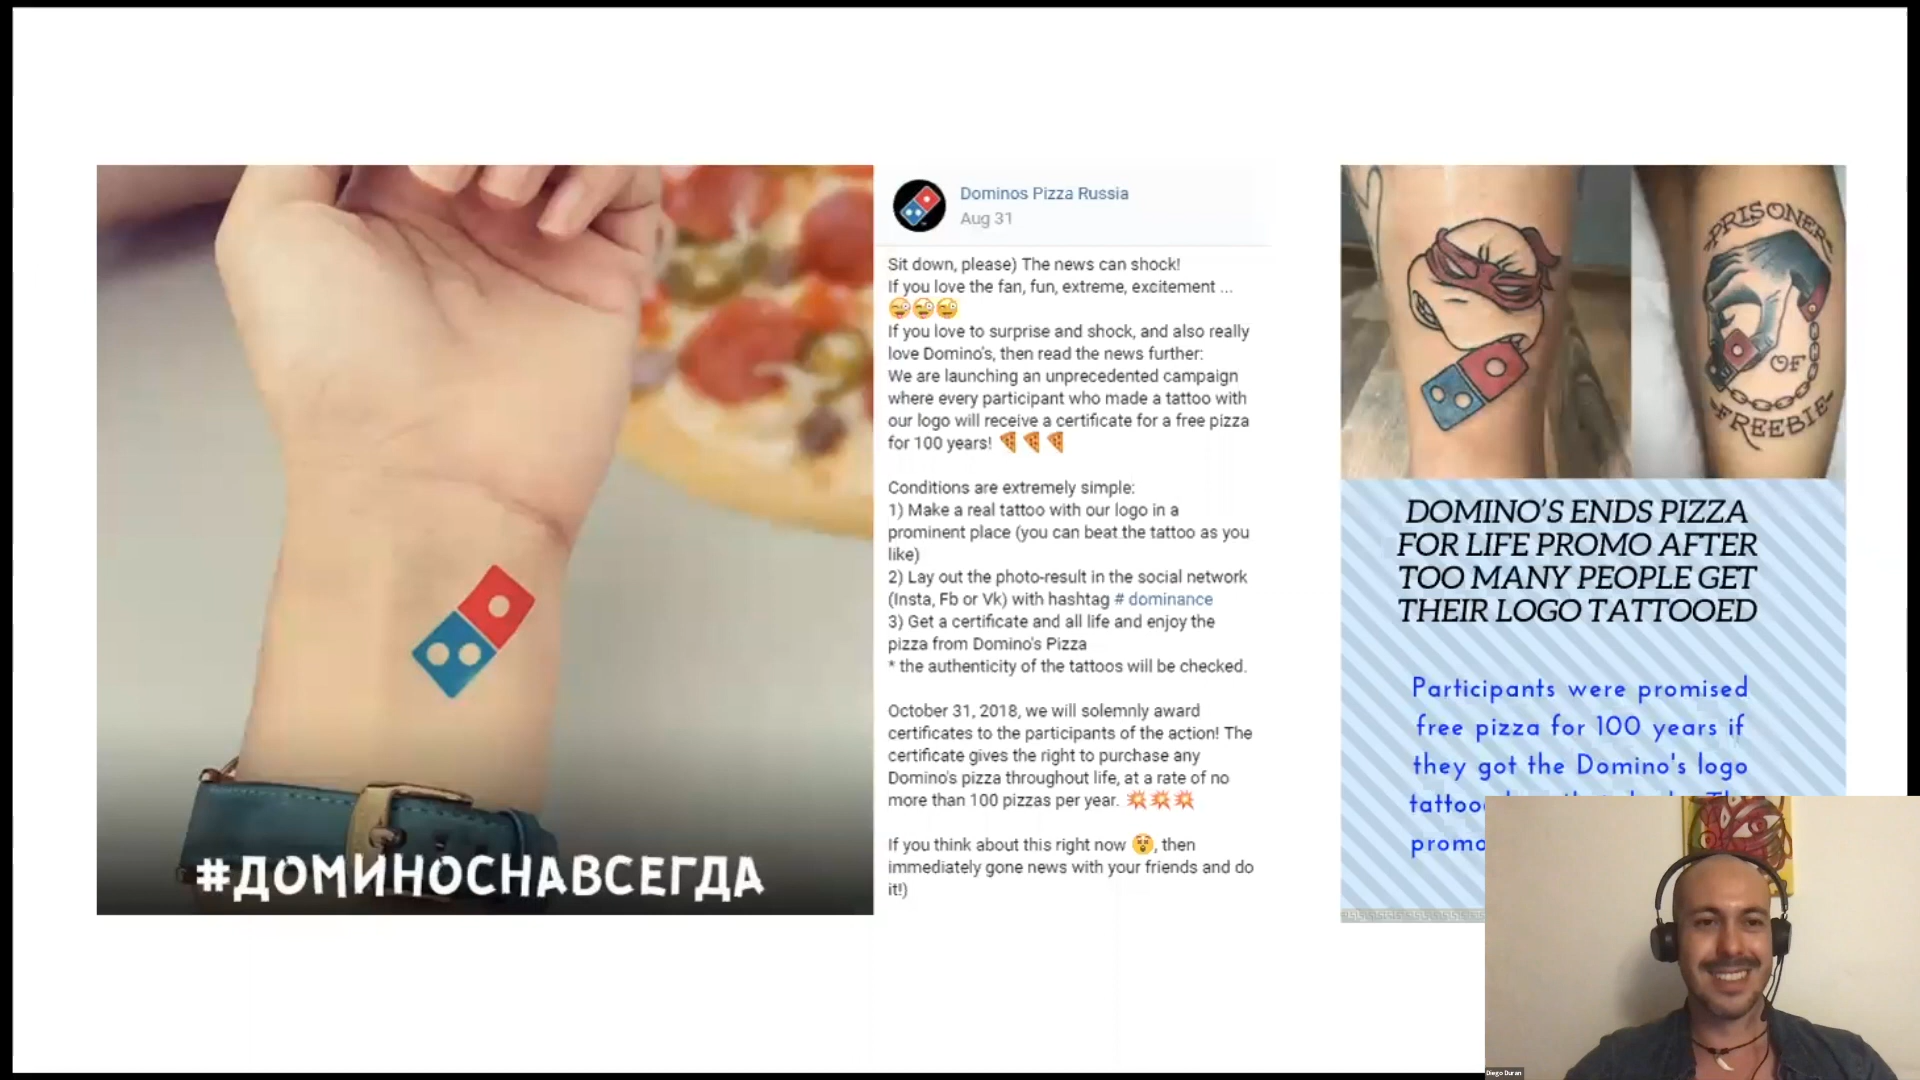 #ДОМИНОСНАВСЕГДА
Dominos Pizza Russia
Aug 31
Sit down, please) The news can shock!
If you love the fan, fun, extreme, excitement ...
😜😜😜
If you love to surprise and shock, and also really
love Domino's, then read the news further:
We are launching an unprecedented campaign
where every participant who made a tattoo with
our logo will receive a certificate for a free pizza
for 100 years! 🍕🍕🍕
Conditions are extremely simple:
1) Make a real tattoo with our logo in a
prominent place (you can beat the tattoo as you
like)
2) Lay out the photo-result in the social network
(Insta, Fb or Vk) with hashtag # dominance
3) Get a certificate and all life and enjoy the
pizza from Domino's Pizza
* the authenticity of the tattoos will be checked.
October 31, 2018, we will solemnly award
certificates to the participants of the action! The
certificate gives the right to purchase any
Domino's pizza throughout life, at a rate of no
more than 100 pizzas per year. 💥💥💥
If you think about this right now 😲, then
immediately gone news with your friends and do
it!)
PRISONER
OF
FREEBIE
DOMINO'S ENDS PIZZA
FOR LIFE PROMO AFTER
TOO MANY PEOPLE GET
THEIR LOGO TATTOOED
Participants were promised
free pizza for 100 years if
they got the Domino's logo
Diego Duran